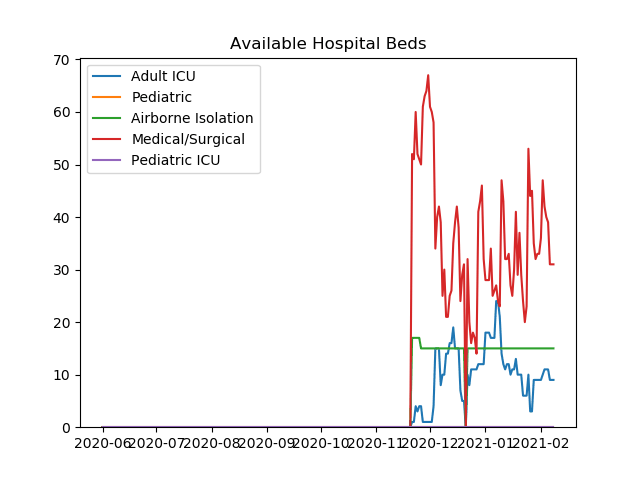 Available Hospital Beds
70
60
50
40
30
20
10
0
Adult ICU
Pediatric
Airborne Isolation
Medical/Surgical
Pediatric ICU
2020-06 2020-07 2020-08 2020-09 2020-10 2020-11 2020-12 2021-01 2021-02